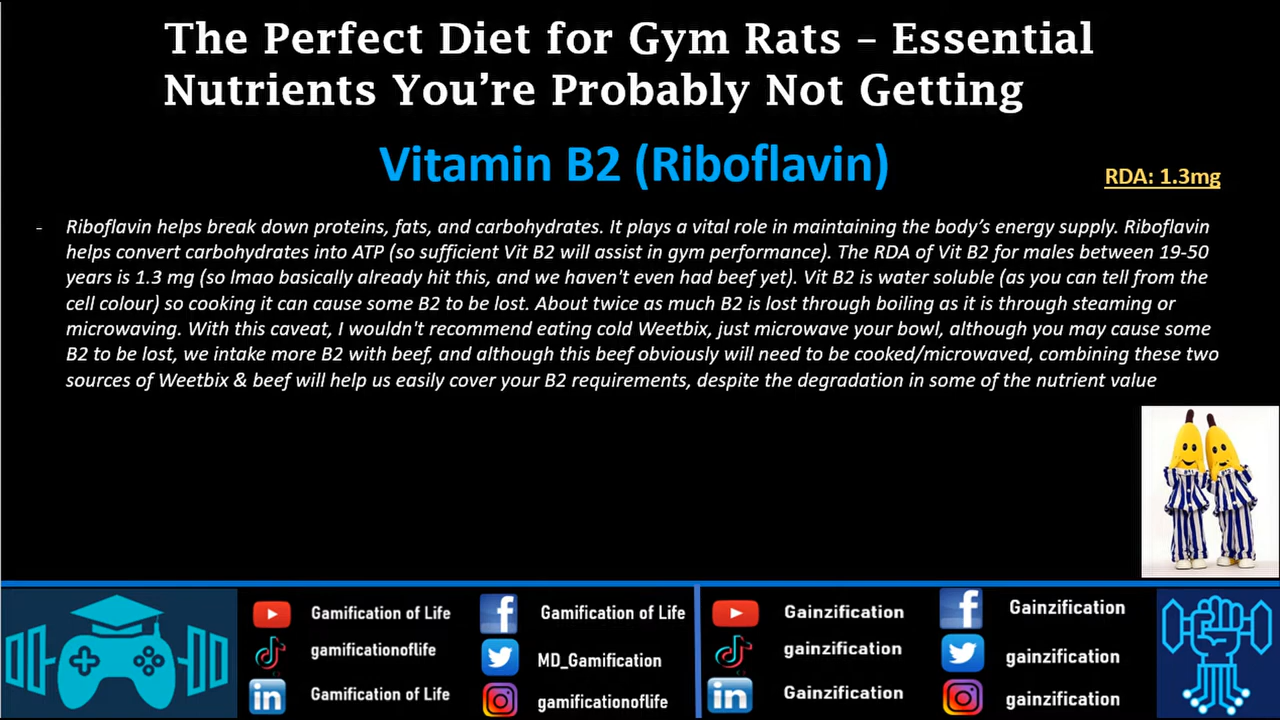 The Perfect Diet for Gym Rats – Essential
Nutrients You're Probably Not Getting
Vitamin B2 (Riboflavin)
RDA: 1.3mg
- Riboflavin helps break down proteins, fats, and carbohydrates. It plays a vital role in maintaining the body's energy supply. Riboflavin
helps convert carbohydrates into ATP (so sufficient Vit B2 will assist in gym performance). The RDA of Vit B2 for males between 19-50
years is 1.3 mg (so lmao basically already hit this, and we haven't even had beef yet). Vit B2 is water soluble (as you can tell from the
cell colour) so cooking it can cause some B2 to be lost. About twice as much B2 is lost through boiling as it is through steaming or
microwaving. With this caveat, I wouldn't recommend eating cold Weetbix, just microwave your bowl, although you may cause some
B2 to be lost, we intake more B2 with beef, and although this beef obviously will need to be cooked/microwaved, combining these two
sources of Weetbix & beef will help us easily cover your B2 requirements, despite the degradation in some of the nutrient value
Gamification of Life
gamificationoflife
in Gamification of Life
f Gamification of Life
MD_Gamification
gamificationoflife
Gainzification
gainzification
in Gainzification
f Gainzification
gainzification
gainzification